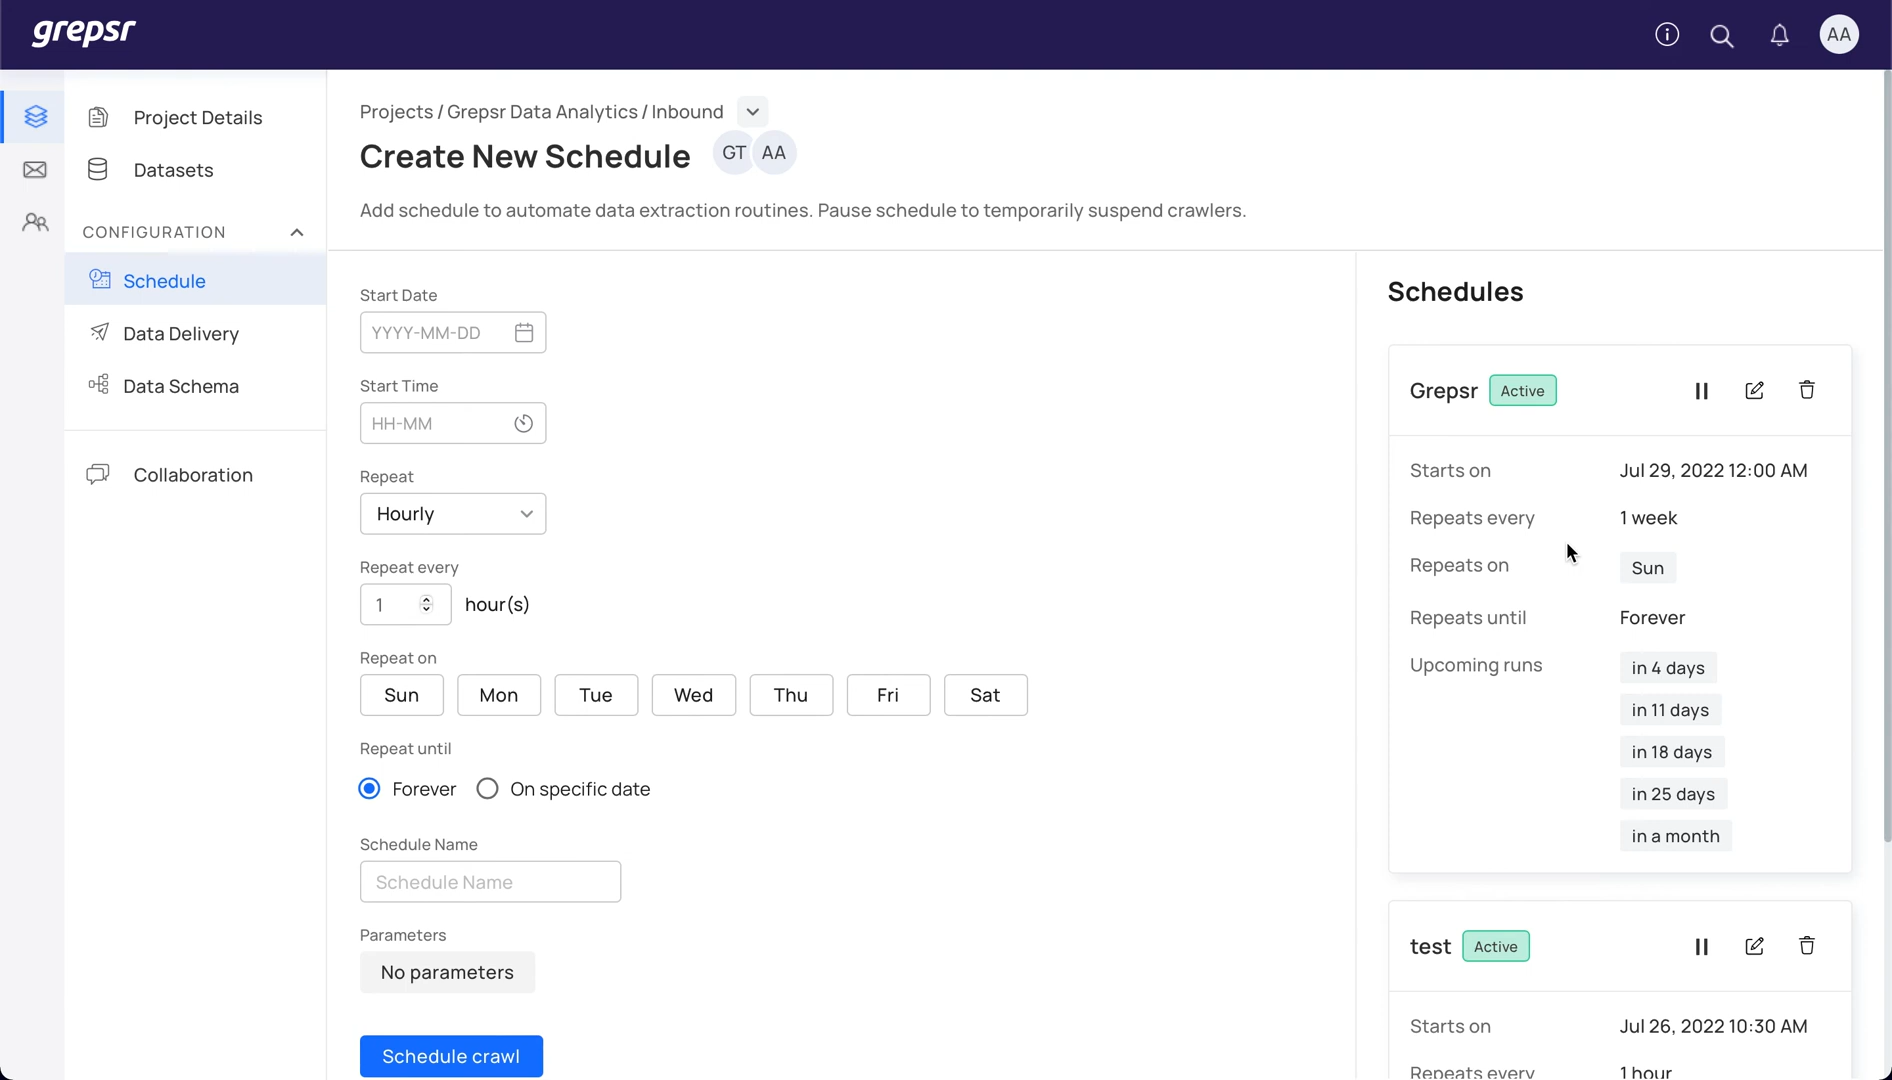 grepsr
AA
Project Details
Datasets
CONFIGURATION
Schedule
Data Delivery
Data Schema
Collaboration
Projects / Grepsr Data Analytics / Inbound
Create New Schedule
GT AA
Add schedule to automate data extraction routines. Pause schedule to temporarily suspend crawlers.
Start Date
YYYY-MM-DD
Start Time
HH-MM
Repeat
Hourly
Repeat every
1 hour(s)
Repeat on
Sun Mon Tue Wed Thu Fri Sat
Repeat until
Forever On specific date
Schedule Name
Schedule Name
Parameters
No parameters
Schedule crawl
Schedules
Grepsr Active
Starts on Jul 29, 2022 12:00 AM
Repeats every 1 week
Repeats on Sun
Repeats until Forever
Upcoming runs in 4 days
in 11 days
in 18 days
in 25 days
in a month
test Active
Starts on Jul 26, 2022 10:30 AM
Repeats every 1 hour